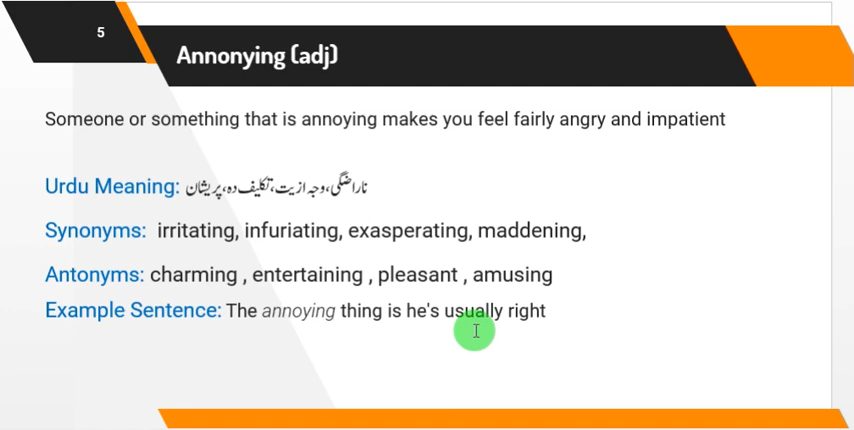 5
Annonying (adj)
Someone or something that is annoying makes you feel fairly angry and impatient
Urdu Meaning: ناراضگی،وجہ ازیت،تکلیف دہ،پریشان
Synonyms: irritating, infuriating, exasperating, maddening,
Antonyms: charming , entertaining , pleasant , amusing
Example Sentence: The annoying thing is he's usually right